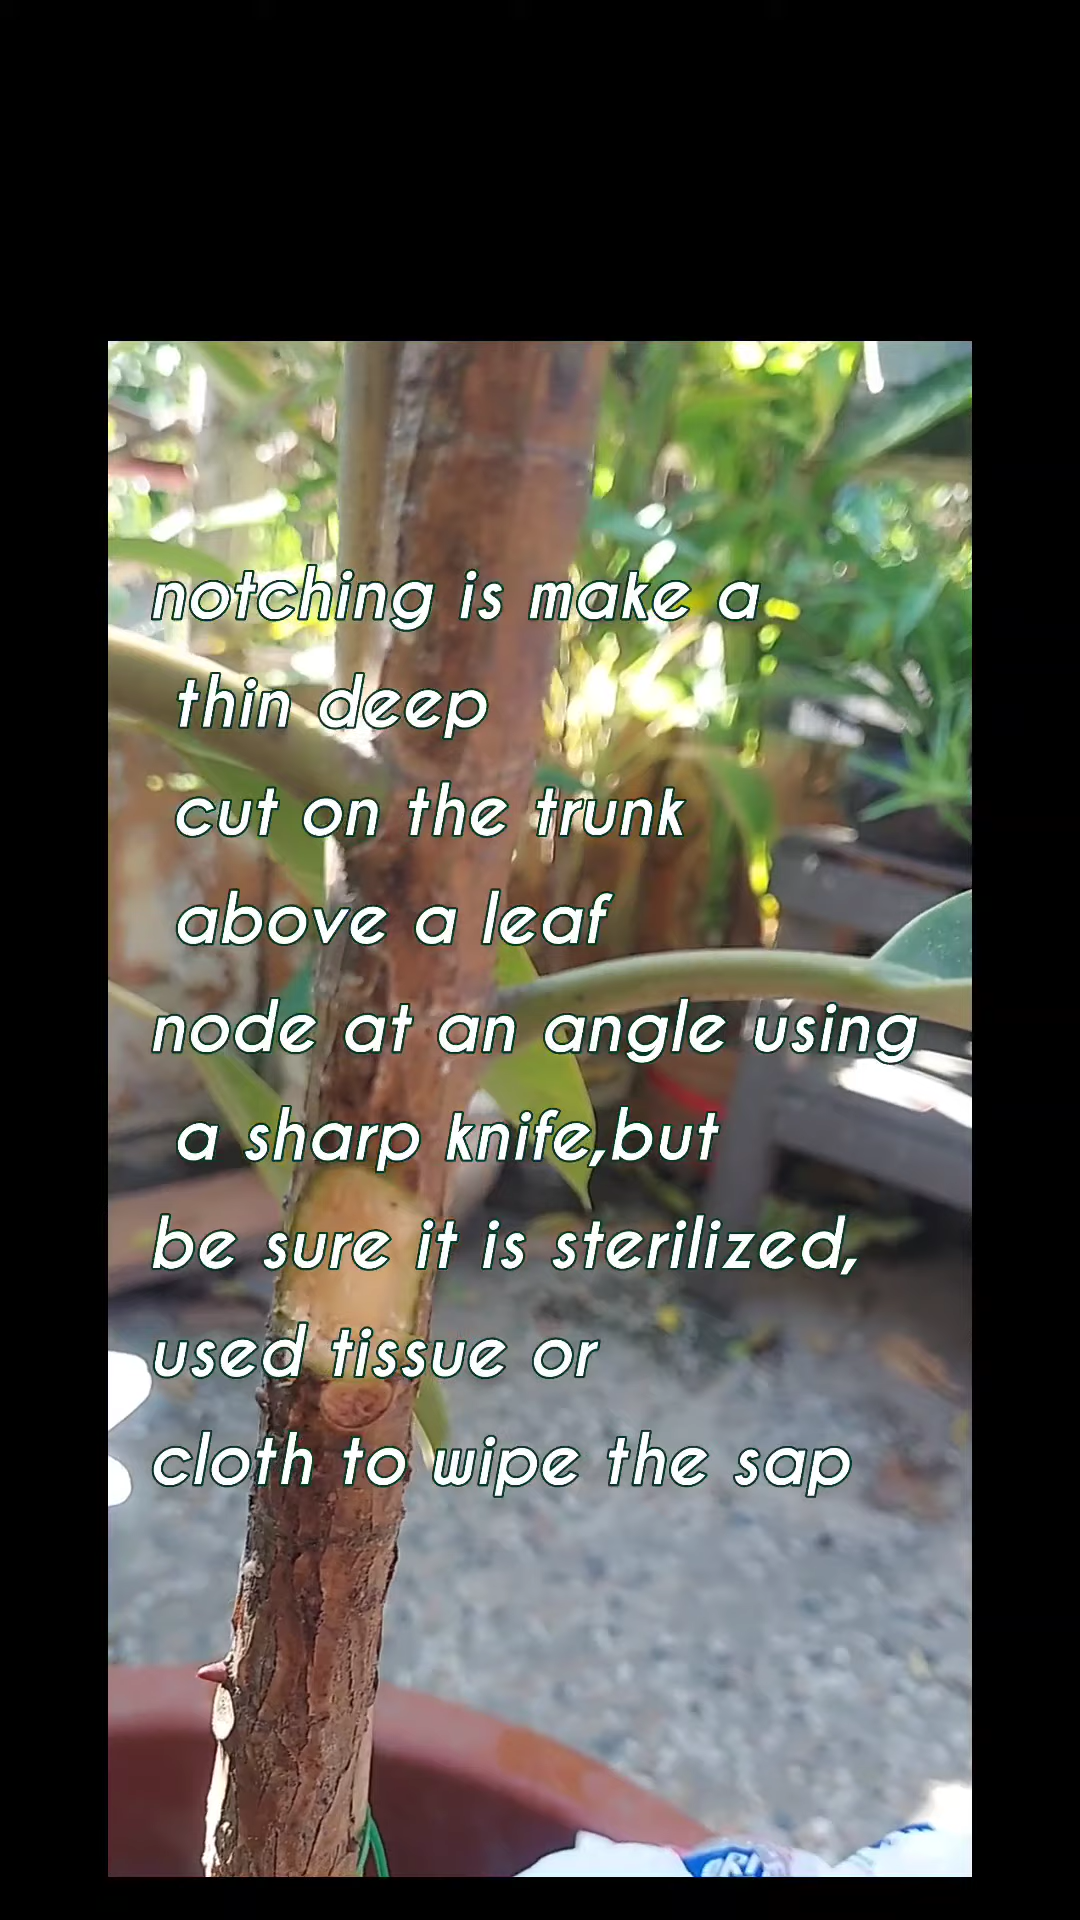 notching is make a
thin deep
cut on the trunk
above a leaf
node at an angle using
a sharp knife,but
be sure it is sterilized,
used tissue or
cloth to wipe the sap